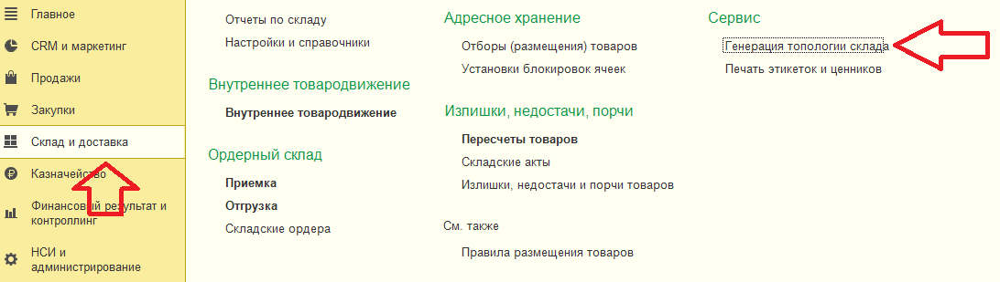 Главное
CRM и маркетинг
Продажи
Закупки
Склад и доставка
Казначейство
Финансовый результат и
контроллинг
НСИ и
администрирование
Отчеты по складу
Настройки и справочники
Внутреннее товародвижение
Внутреннее товародвижение
Ордерный склад
Приемка
Отгрузка
Складские ордера
Адресное хранение
Отборы (размещения) товаров
Установки блокировок ячеек
Излишки, недостачи, порчи
Пересчеты товаров
Складские акты
Излишки, недостачи и порчи товаров
См. также
Правила размещения товаров
Сервис
Генерация топологии склада
Печать этикеток и ценников